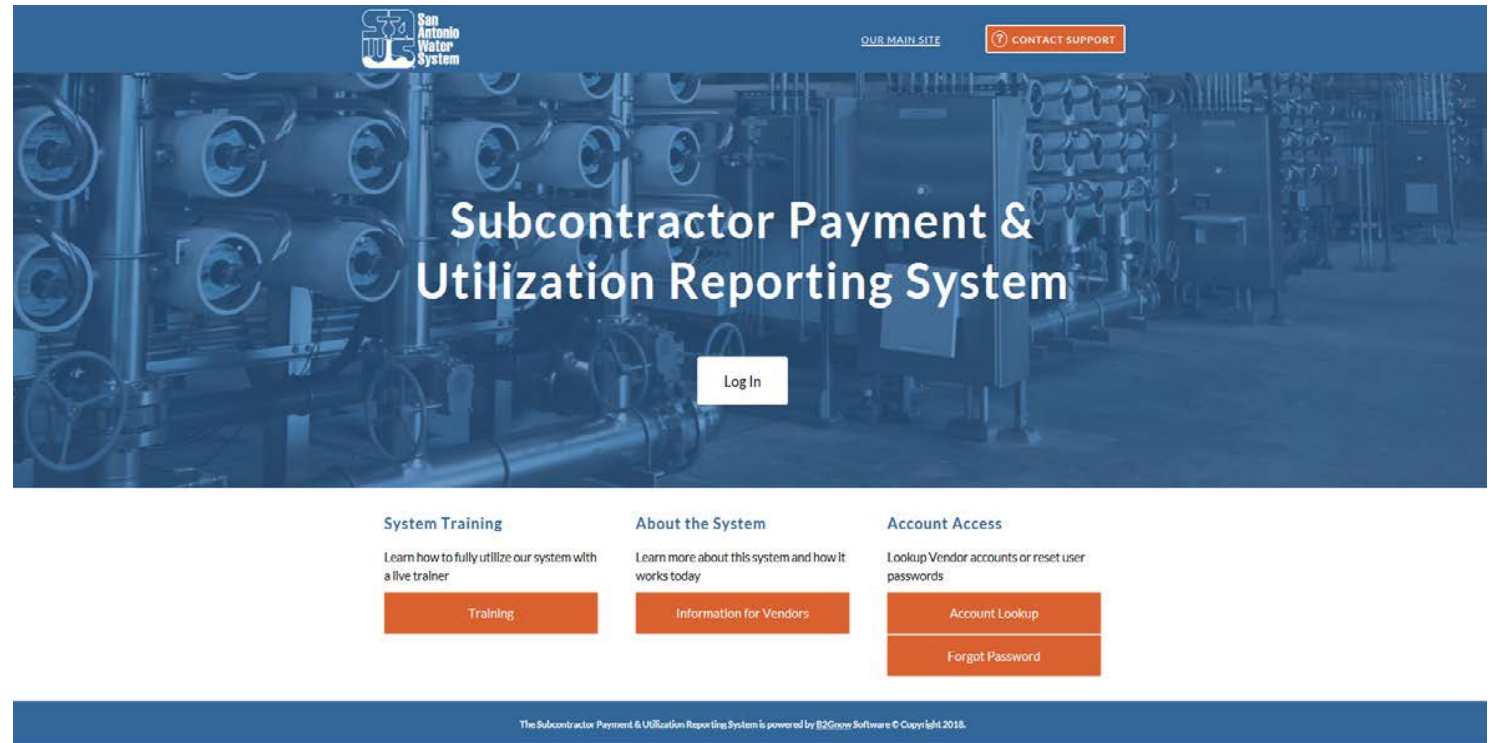 San
Antonio
Water
System
OUR MAIN SITE
? CONTACT SUPPORT
Subcontractor Payment &
Utilization Reporting System
Log In
System Training
Learn how to fully utilize our system with
a live trainer
Training
About the System
Learn more about this system and how it
works today
Information for Vendors
Account Access
Lookup Vendor accounts or reset user
passwords
Account Lookup
Forgot Password
The Subcontractor Payment & Utilization Reporting System is powered by B2Gnow Software © Copyright 2018.